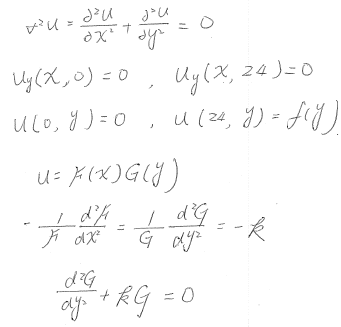 ∇²u = ∂²u/∂x² + ∂²u/∂y² = 0
u_y(x,0) = 0 , u_y(x, 24) = 0
u(0, y) = 0 , u(24, y) = f(y)
u = F(x)G(y)
- 1/F d²F/dx² = 1/G d²G/dy² = -k
d²G/dy² + kG = 0